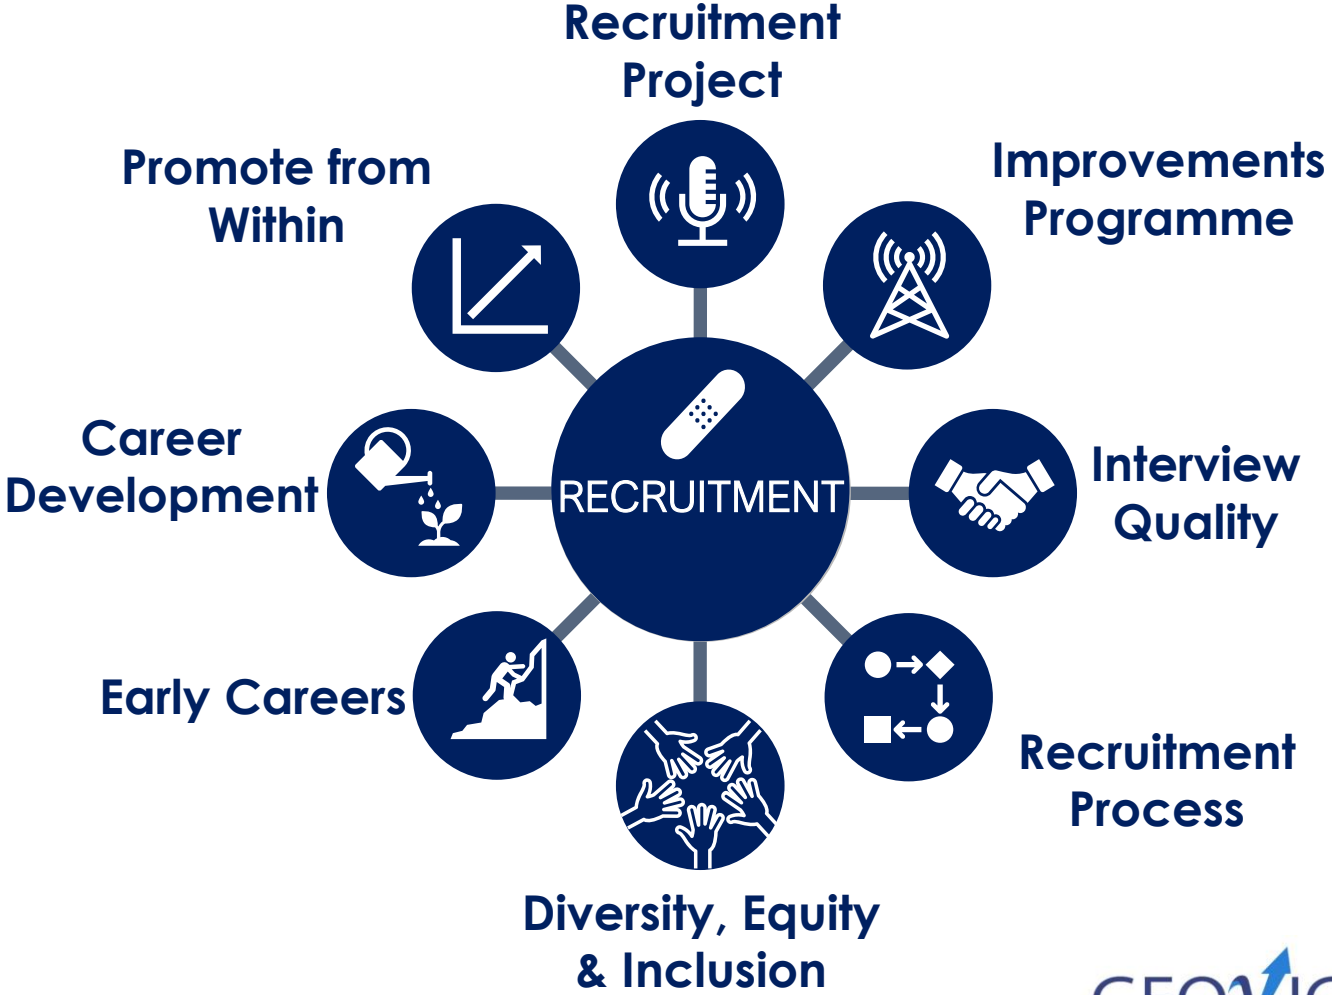 Recruitment
Project
Improvements
Programme
Promote from
Within
Career
Development
RECRUITMENT
Interview
Quality
Early Careers
Recruitment
Process
Diversity, Equity
& Inclusion